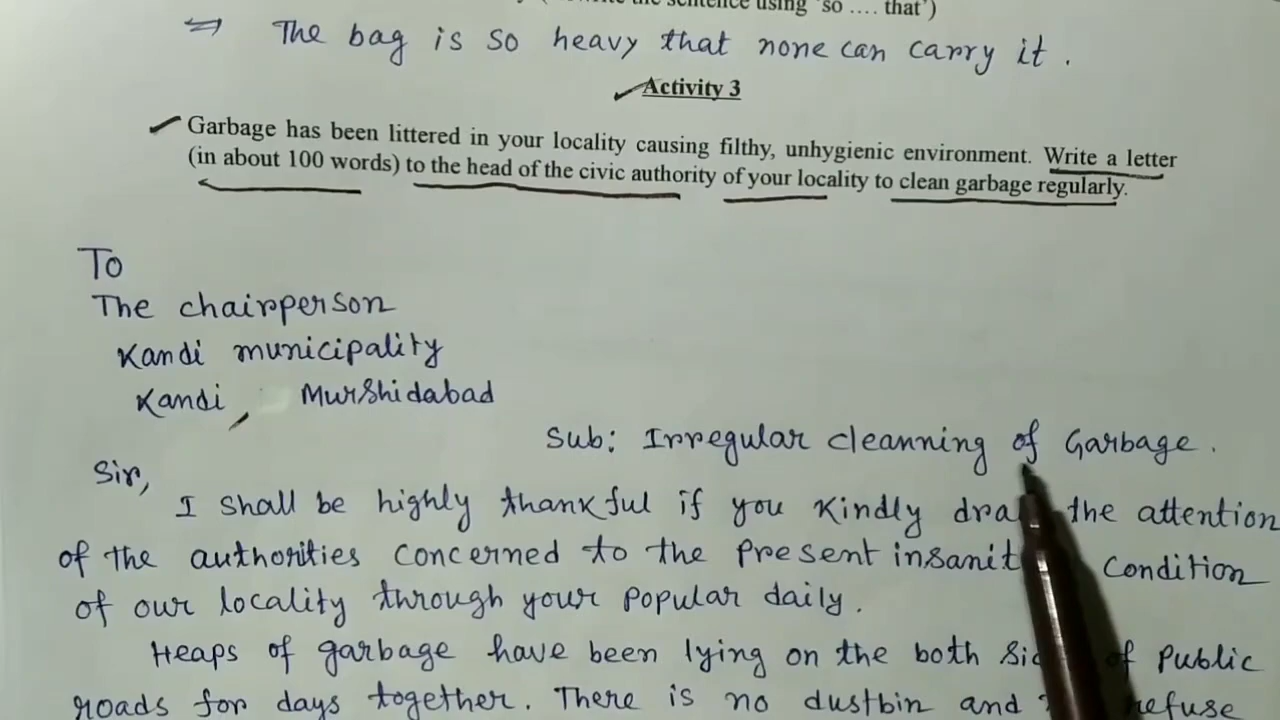 the sentence using 'so .... that')
⇒ The bag is so heavy that none can carry it.
Activity 3
Garbage has been littered in your locality causing filthy, unhygienic environment. Write a letter
(in about 100 words) to the head of the civic authority of your locality to clean garbage regularly.
To
The chairperson
Kandi municipality
Kandi, Murshidabad
Sub: Irregular cleanning of Garbage.
Sir,
I shall be highly thankful if you kindly the attention
of the authorities concerned to the present condition
of our locality through your popular daily.
Heaps of garbage have been lying on the both of public
roads for days together. There is no dustbin and refuse